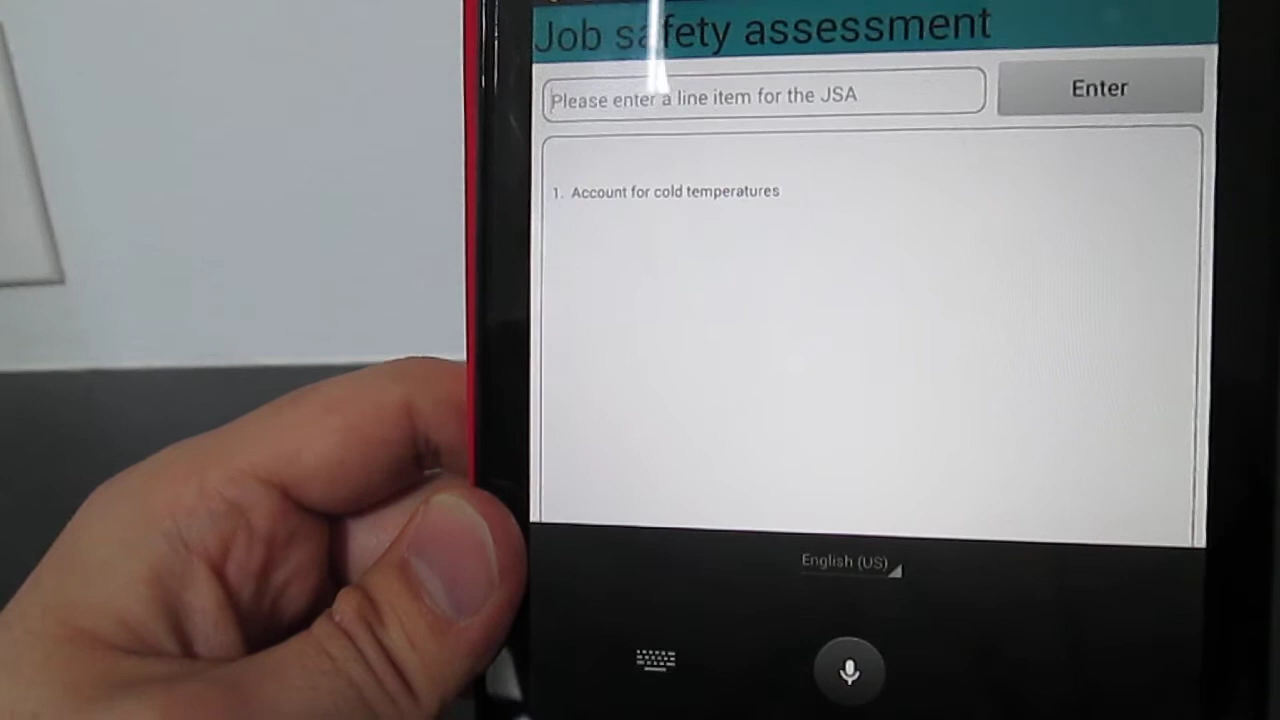 Job safety assessment
Please enter a line item for the JSA
Enter
1. Account for cold temperatures
English (US)